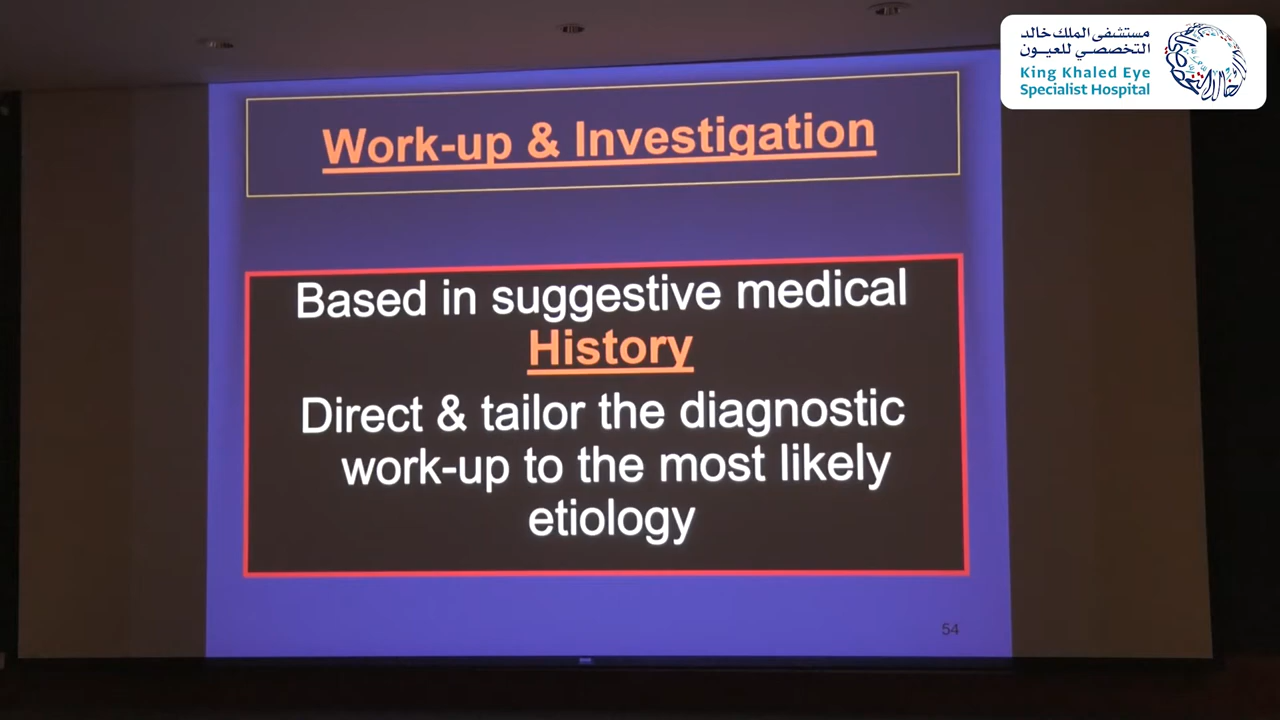 مستشفى الملك خالد
التخصصي للعيون
King Khaled Eye
Specialist Hospital
Work-up & Investigation
Based in suggestive medical
History
Direct & tailor the diagnostic
work-up to the most likely
etiology
54